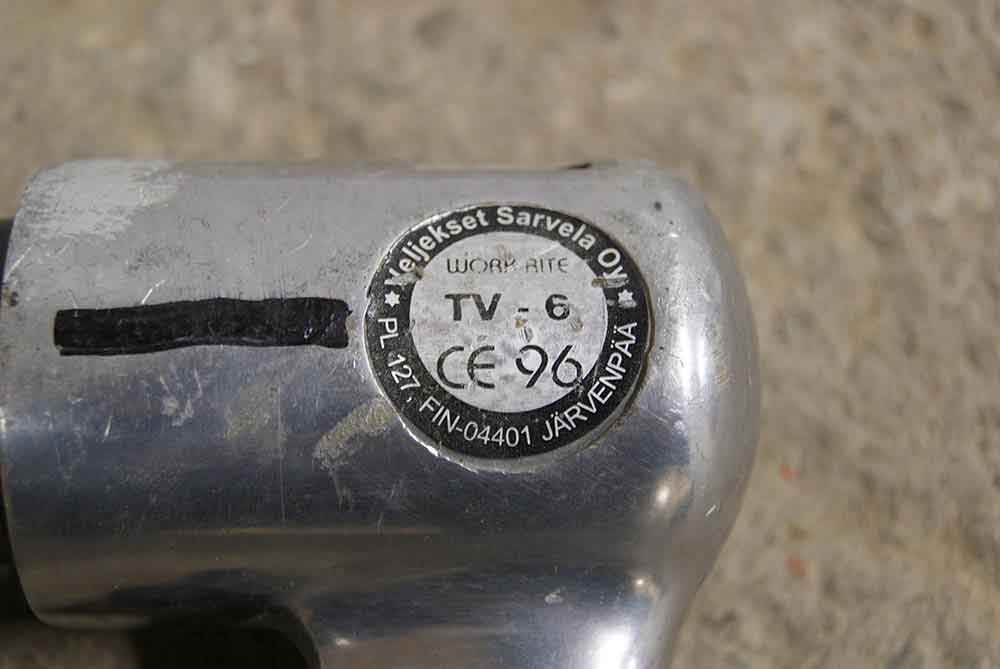 ★ Veljekset Sarvela Oy ★
WORK RITE
TV - 6
CE 96
PL 127, FIN-04401 JÄRVENPÄÄ